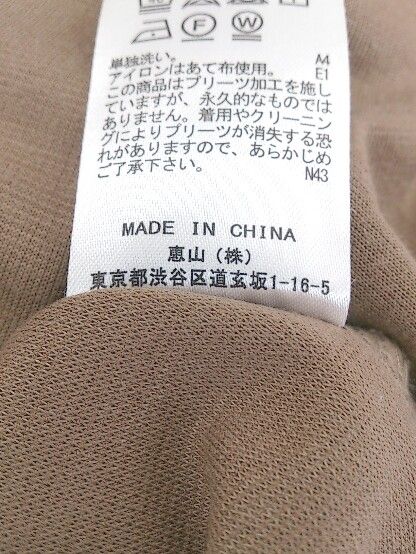 F W
単独洗い。 A4
アイロンはあて布使用。 E1
この商品はプリーツ加工を施し
ていますが、永久的なものでは
ありません。着用やクリーニン
グによりプリーツが消失する恐
れがありますので、あらかじめ
ご了承下さい。 N43
MADE IN CHINA
惠山（株）
東京都渋谷区道玄坂1-16-5